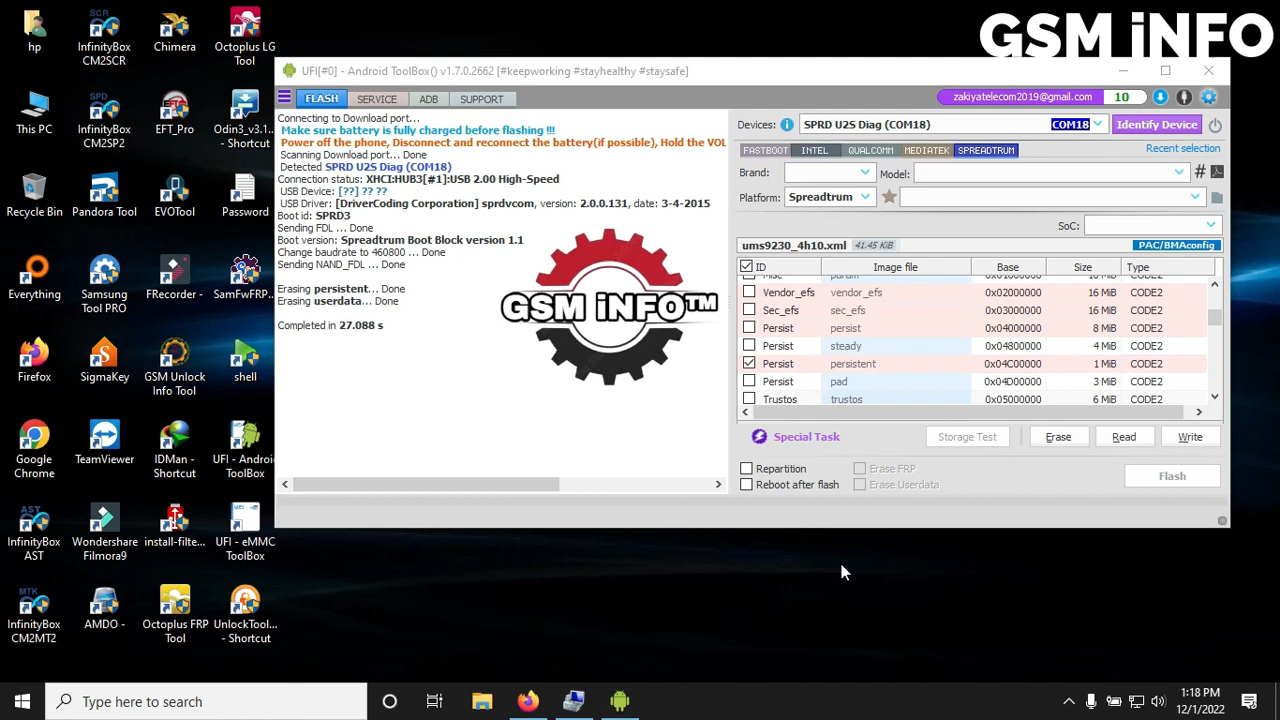 GSM iNFO
hp
InfinityBox CM2SCR
Chimera
Octoplus LG Tool
This PC
InfinityBox CM2SP2
EFT_Pro
Odin3_v3.1... - Shortcut
Recycle Bin
Pandora Tool
EVOTool
Password
Everything
Samsung Tool PRO
FRecorder -
SamFwFRP...
Firefox
SigmaKey
GSM Unlock Info Tool
shell
Google Chrome
TeamViewer
IDMan - Shortcut
UFI - Android ToolBox
InfinityBox AST
Wondershare Filmora9
install-filte...
UFI - eMMC ToolBox
InfinityBox CM2MT2
AMDO -
Octoplus FRP Tool
UnlockTool... - Shortcut
UFI[#0] - Android ToolBox() v1.7.0.2662 [#keepworking #stayhealthy #staysafe]
FLASH SERVICE ADB SUPPORT
zakiyatelecom2019@gmail.com 10
Connecting to Download port...
Make sure battery is fully charged before flashing !!!
Power off the phone, Disconnect and reconnect the battery(if possible), Hold the VOL
Scanning Download port... Done
Detected SPRD U2S Diag (COM18)
Connection status: XHCI:HUB3[#1]:USB 2.00 High-Speed
USB Device: [??] ?? ??
USB Driver: [DriverCoding Corporation] sprdvcom, version: 2.0.0.131, date: 3-4-2015
Boot id: SPRD3
Sending FDL ... Done
Boot version: Spreadtrum Boot Block version 1.1
Change baudrate to 460800 ... Done
Sending NAND_FDL ... Done
Erasing persistent... Done
Erasing userdata... Done
Completed in 27.088 s
GSM iNFO™
Devices: SPRD U2S Diag (COM18) COM18 Identify Device
FASTBOOT INTEL QUALCOMM MEDIATEK SPREADTRUM Recent selection
Brand: Model: #
Platform: Spreadtrum
SoC:
ums9230_4h10.xml 41.45 KiB PAC/BMAconfig
ID Image file Base Size Type
Misc param 0x01000000 16 MiB CODE2
Vendor_efs vendor_efs 0x02000000 16 MiB CODE2
Sec_efs sec_efs 0x03000000 16 MiB CODE2
Persist persist 0x04000000 8 MiB CODE2
Persist steady 0x04800000 4 MiB CODE2
Persist persistent 0x04C00000 1 MiB CODE2
Persist pad 0x04D00000 3 MiB CODE2
Trustos trustos 0x05000000 6 MiB CODE2
Special Task Storage Test Erase Read Write
Repartition Erase FRP
Reboot after flash Erase Userdata
Flash
Type here to search
1:18 PM
12/1/2022